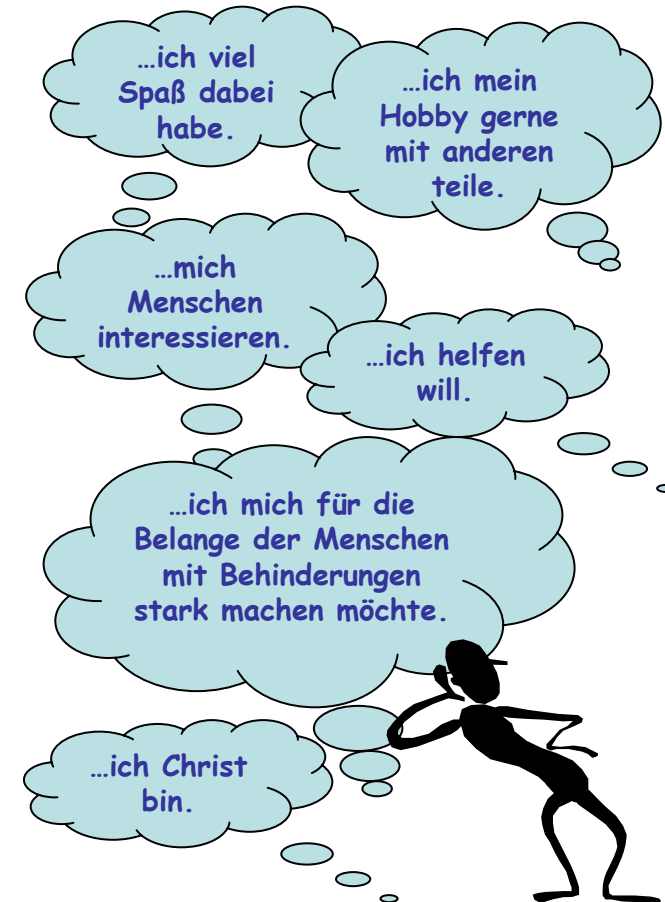 …ich viel
Spaß dabei
habe.
…ich mein
Hobby gerne
mit anderen
teile.
…mich
Menschen
interessieren.
…ich helfen
will.
…ich mich für die
Belange der Menschen
mit Behinderungen
stark machen möchte.
…ich Christ
bin.